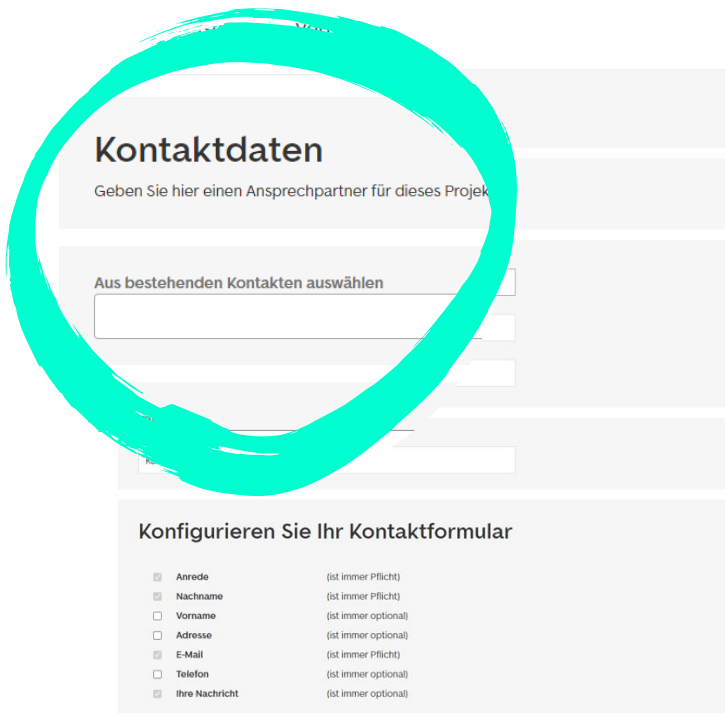 Kontaktdaten
Geben Sie hier einen Ansprechpartner für dieses Projek
Aus bestehenden Kontakten auswählen
Konfigurieren Sie Ihr Kontaktformular
Anrede (ist immer Pflicht)
Nachname (ist immer Pflicht)
Vorname (ist immer optional)
Adresse (ist immer optional)
E-Mail (ist immer Pflicht)
Telefon (ist immer optional)
Ihre Nachricht (ist immer optional)